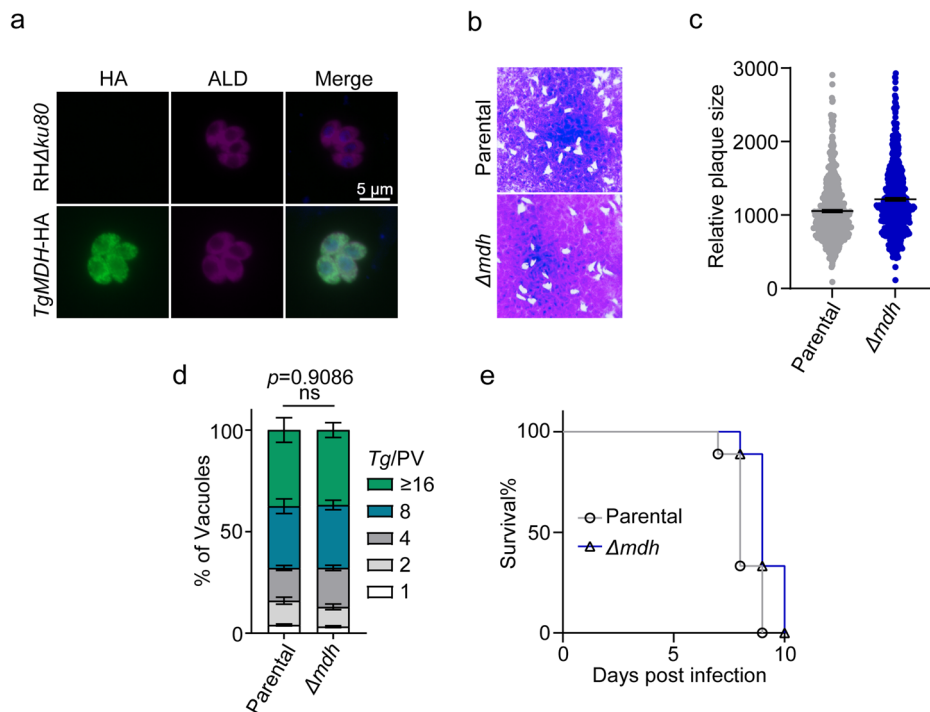 a
HA ALD Merge
RHΔku80
5 μm
TgMDH-HA
b
Parental
Δmdh
c
Relative plaque size
3000
2000
1000
0
Parental
Δmdh
d
p=0.9086
ns
% of Vacuoles
100
50
0
Parental
Δmdh
Tg/PV
≥16
8
4
2
1
e
Survival%
100
50
0
Parental
Δmdh
0 5 10
Days post infection